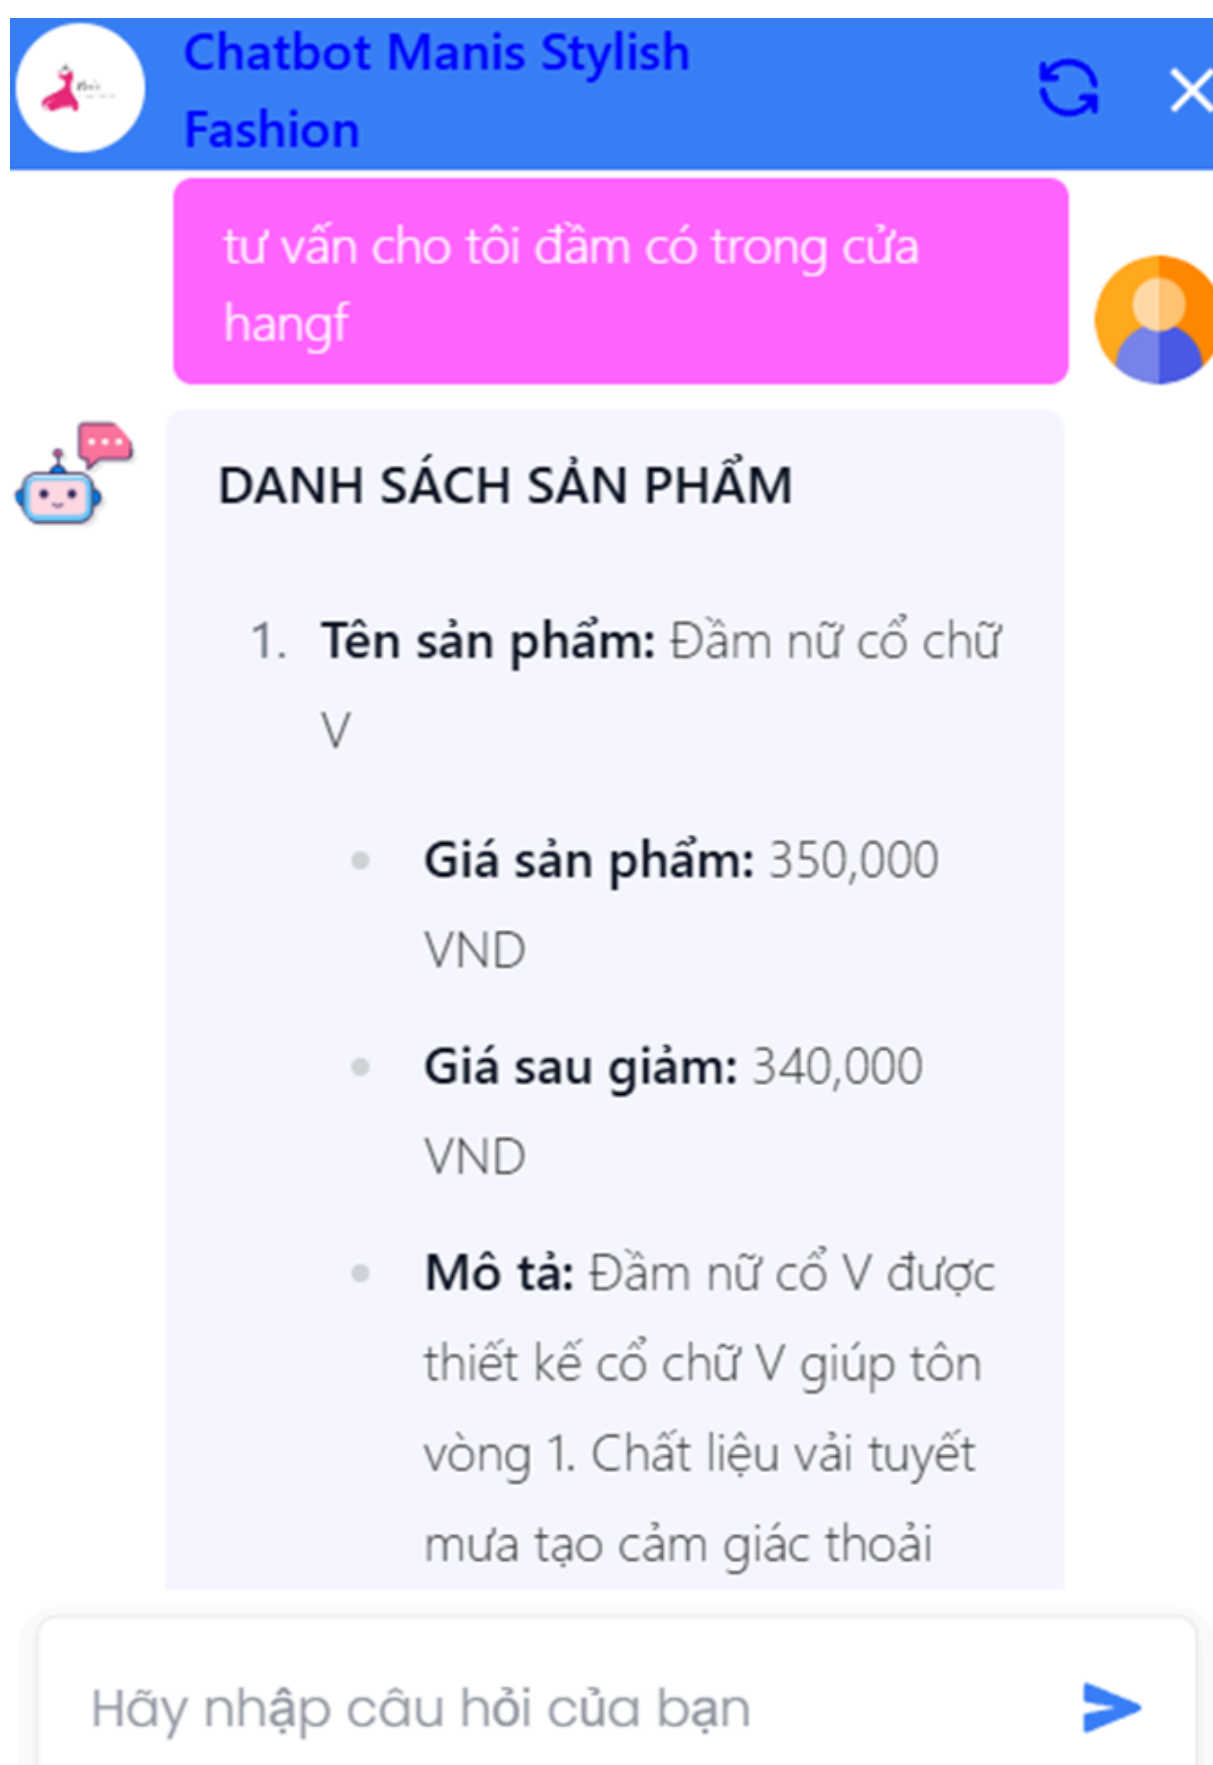 Chatbot Manis Stylish
Fashion
tư vấn cho tôi đầm có trong cửa
hangf
DANH SÁCH SẢN PHẨM
1. Tên sản phẩm: Đầm nữ cổ chữ
V
Giá sản phẩm: 350,000
VND
Giá sau giảm: 340,000
VND
Mô tả: Đầm nữ cổ V được
thiết kế cổ chữ V giúp tôn
vòng 1. Chất liệu vải tuyết
mưa tạo cảm giác thoải
Hãy nhập câu hỏi của bạn